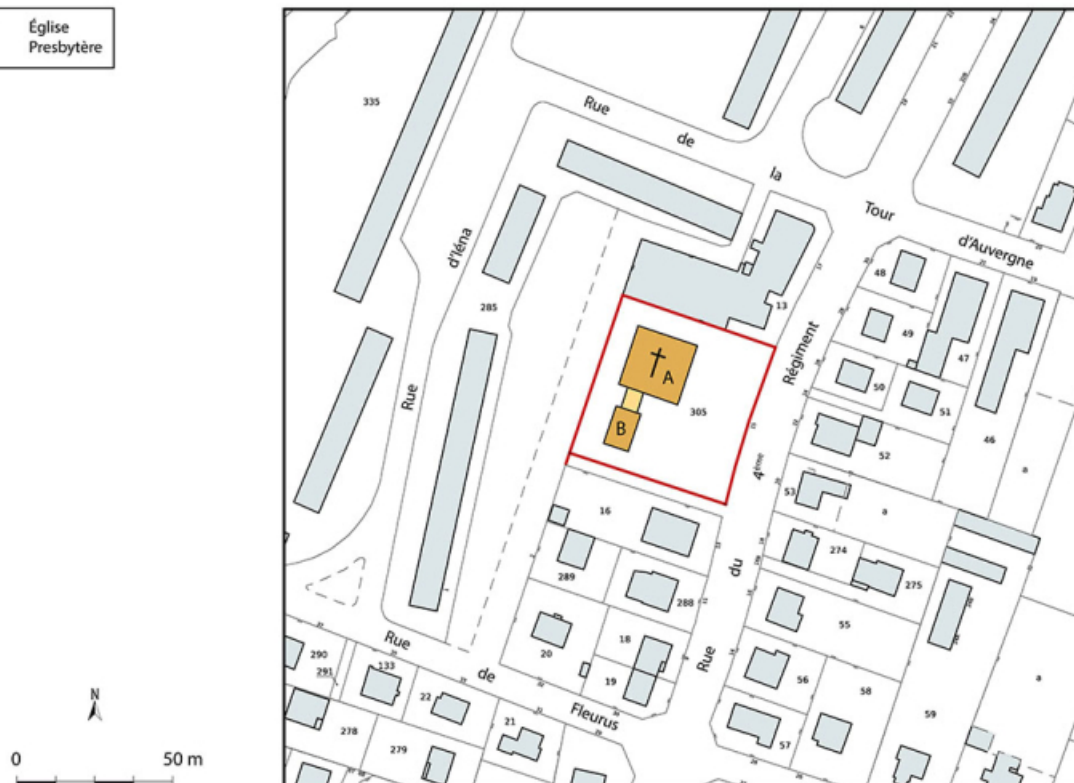 Église
Presbytère
335
Rue
de
la
Tour
d'Auvergne
d'Iéna
48
13
285
49
47
Régiment
50
51
A
Rue
305
B
46
52
4ème
a
53
a
16
274
du
275
289
288
55
18
20
Rue
Rue
290
133
291
de
19
56
58
a
22
N
Fleurus
59
21
278
279
57
0
50 m